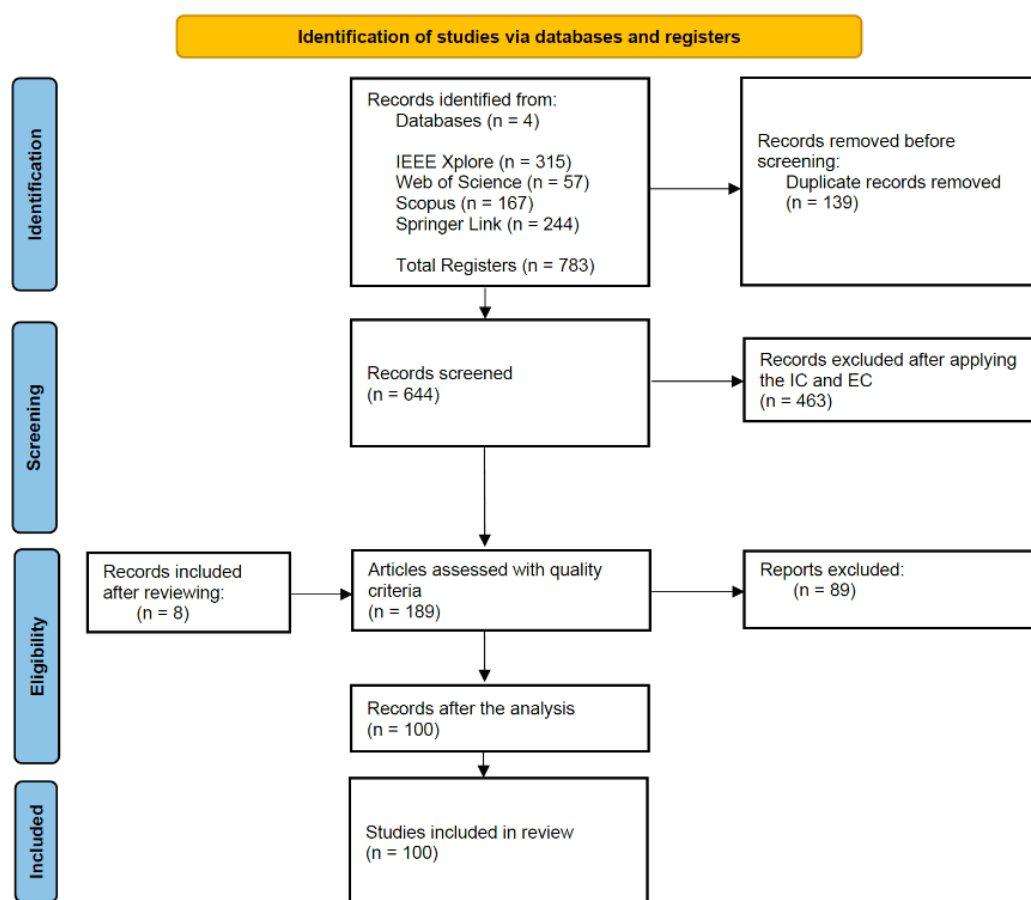 Identification of studies via databases and registers
Identification
Records identified from:
Databases (n = 4)
IEEE Xplore (n = 315)
Web of Science (n = 57)
Scopus (n = 167)
Springer Link (n = 244)
Total Registers (n = 783)
Records removed before
screening:
Duplicate records removed
(n = 139)
Screening
Records screened
(n = 644)
Records excluded after applying
the IC and EC
(n = 463)
Eligibility
Records included
after reviewing:
(n = 8)
Articles assessed with quality
criteria
(n = 189)
Reports excluded:
(n = 89)
Records after the analysis
(n = 100)
Included
Studies included in review
(n = 100)